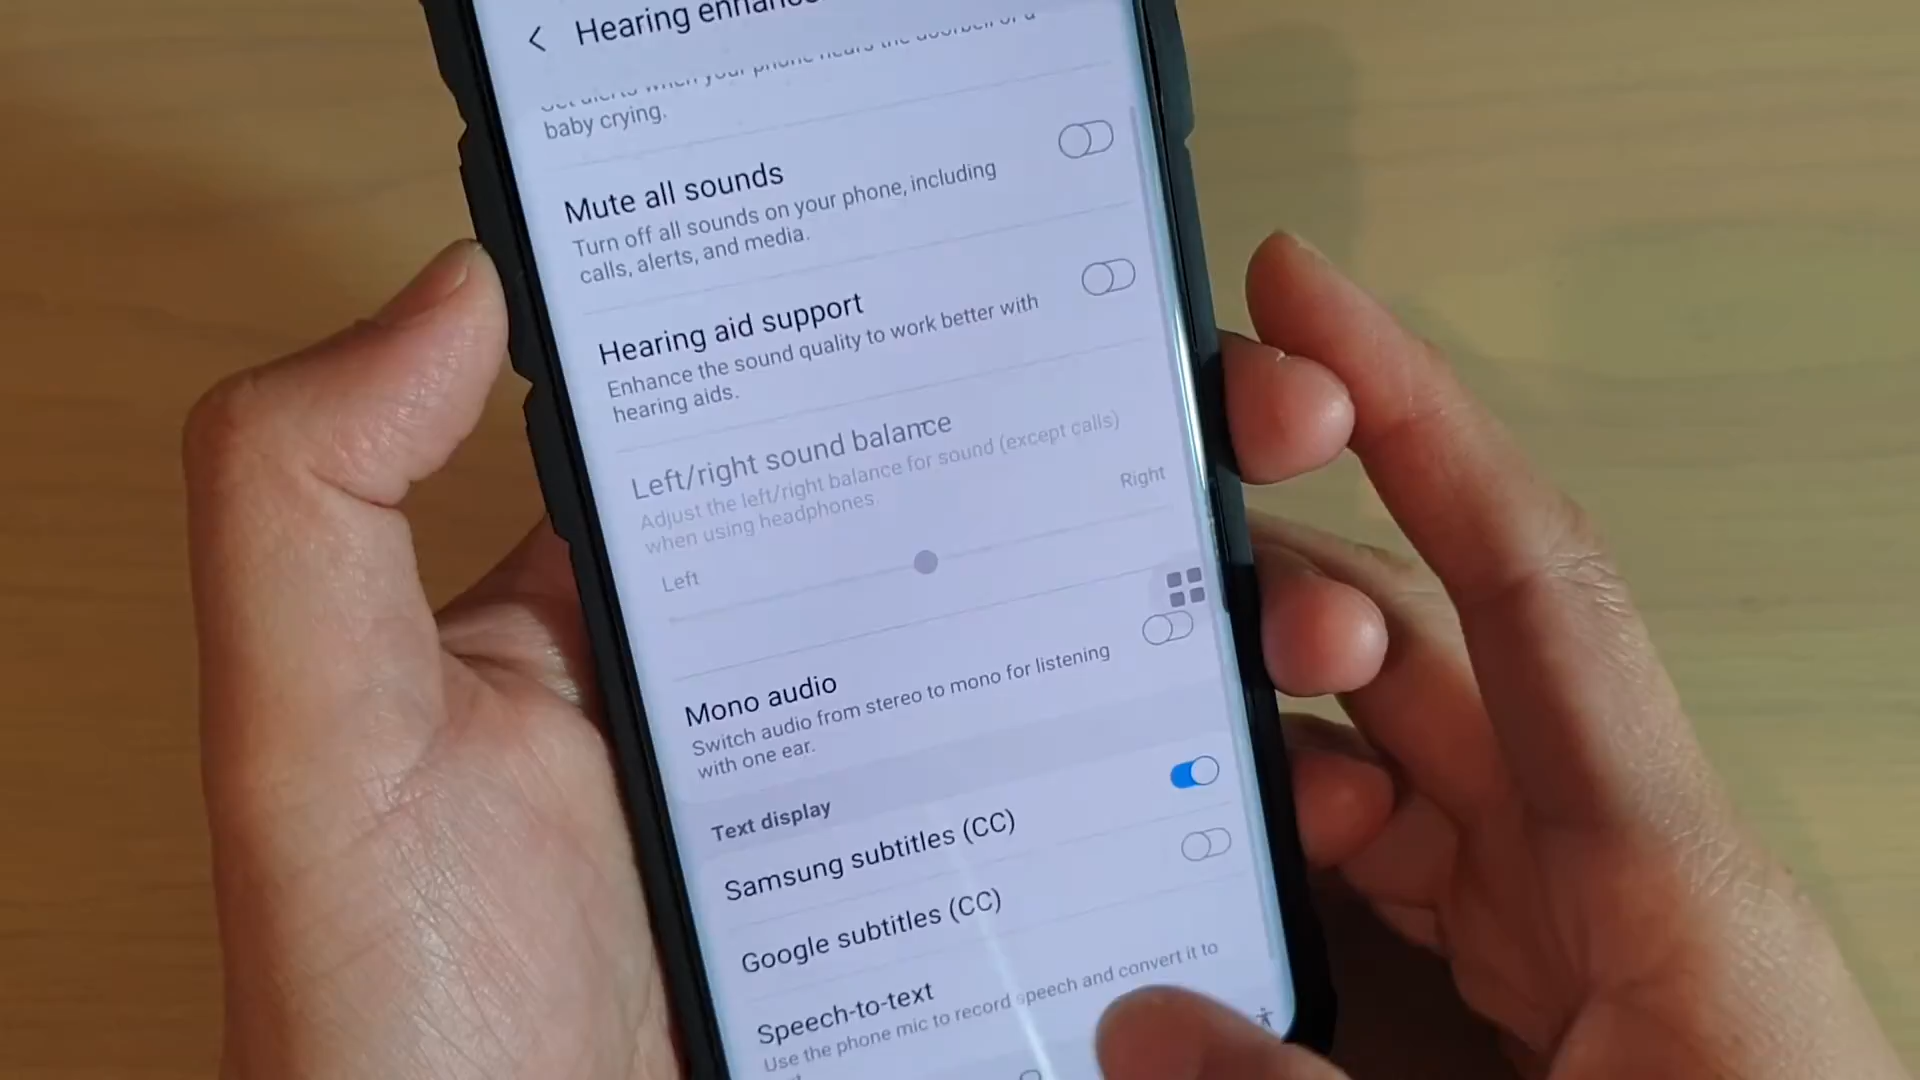 Hearing
when your phone hears the doorbell or a
baby crying.
Mute all sounds
Turn off all sounds on your phone, including
calls, alerts, and media.
Hearing aid support
Enhance the sound quality to work better with
hearing aids.
Left/right sound balance
Adjust the left/right balance for sound (except calls)
when using headphones.
Right
Left
Mono audio
Switch audio from stereo to mono for listening
with one ear.
Text display
Samsung subtitles (CC)
Google subtitles (CC)
Speech-to-text
Use the phone mic to record speech and convert it to